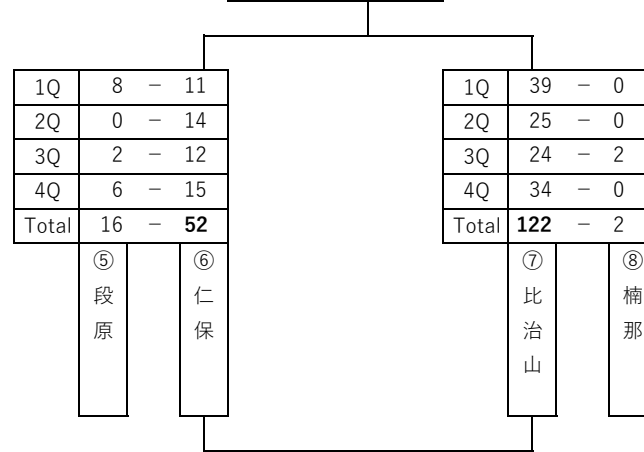 1Q 8 － 11
2Q 0 － 14
3Q 2 － 12
4Q 6 － 15
Total 16 － 52
⑤段原
⑥仁保
1Q 39 － 0
2Q 25 － 0
3Q 24 － 2
4Q 34 － 0
Total 122 － 2
⑦比治山
⑧楠那